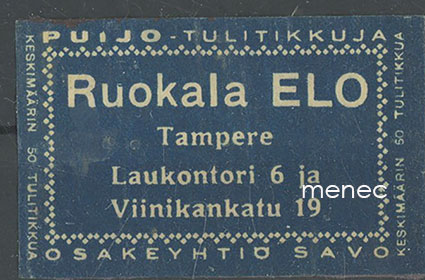 PUIJO-TULITIKKUJA
KESKIMÄÄRIN 50 TULITIKKUA
Ruokala ELO
Tampere
Laukontori 6 ja
Viinikankatu 19
menec
KESKIMÄÄRIN 50 TULITIKKUA
OSAKEYHTIÖ SAVO